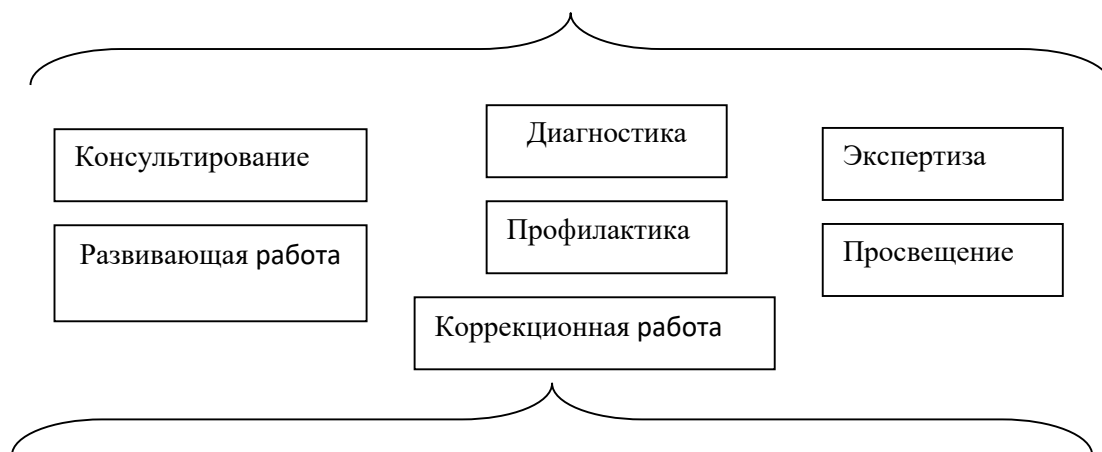 Консультирование
Диагностика
Экспертиза
Развивающая работа
Профилактика
Просвещение
Коррекционная работа